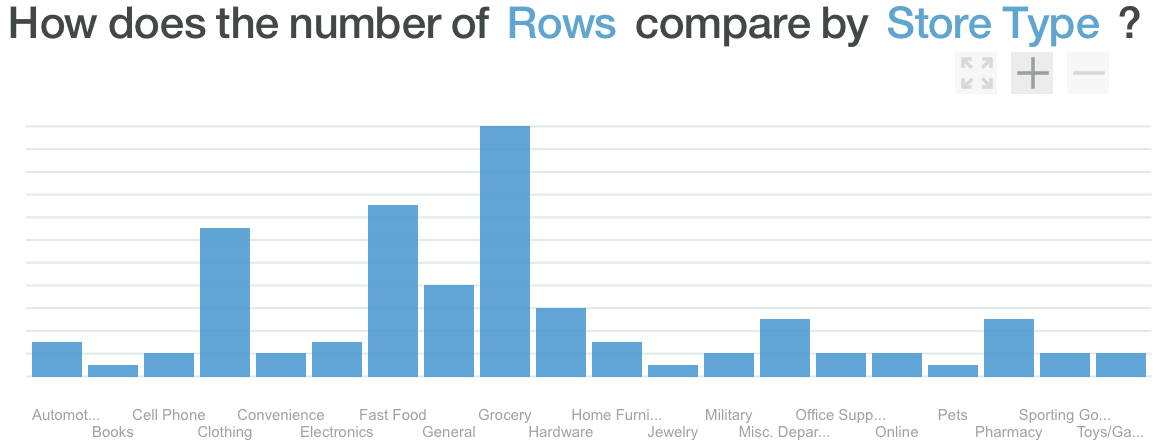 How does the number of Rows compare by Store Type ?
Automot... Cell Phone Convenience Fast Food Grocery Home Furni... Military Office Supp... Pets Sporting Go...
Books Clothing Electronics General Hardware Jewelry Misc. Depar... Online Pharmacy Toys/Ga...